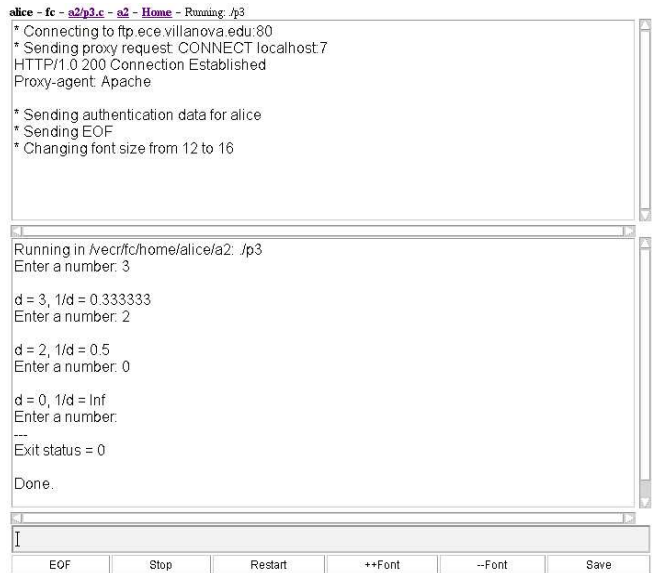 alice - fc - a2/p3.c - a2 - Home - Running: ./p3
* Connecting to ftp.ece.villanova.edu:80
* Sending proxy request: CONNECT localhost:7
HTTP/1.0 200 Connection Established
Proxy-agent: Apache
* Sending authentication data for alice
* Sending EOF
* Changing font size from 12 to 16
Running in /vecr/fc/home/alice/a2: ./p3
Enter a number: 3
d = 3, 1/d = 0.333333
Enter a number: 2
d = 2, 1/d = 0.5
Enter a number: 0
d = 0, 1/d = Inf
Enter a number:
---
Exit status = 0
Done.
EOF Stop Restart ++Font --Font Save